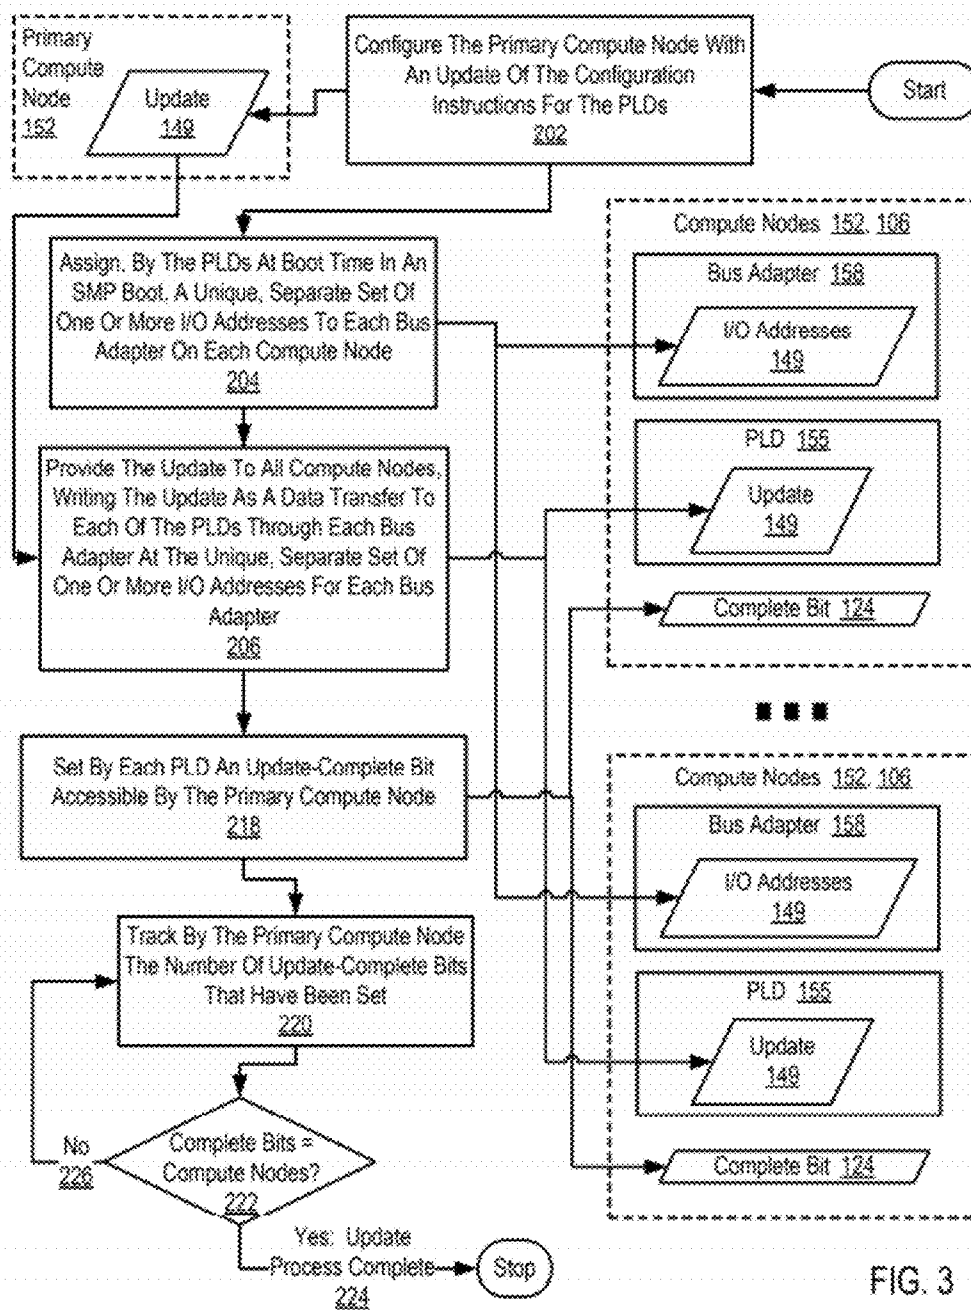 Primary
Compute
Node
152
Update
149
Configure The Primary Compute Node With
An Update Of The Configuration
Instructions For The PLDs
202
Start
Assign, By The PLDs At Boot Time In An
SMP Boot, A Unique, Separate Set Of
One Or More I/O Addresses To Each Bus
Adapter On Each Compute Node
204
Provide The Update To All Compute Nodes,
Writing The Update As A Data Transfer To
Each Of The PLDs Through Each Bus
Adapter At The Unique, Separate Set Of
One Or More I/O Addresses For Each Bus
Adapter
206
Set By Each PLD An Update-Complete Bit
Accessible By The Primary Compute Node
218
Track By The Primary Compute Node
The Number Of Update-Complete Bits
That Have Been Set
220
Complete Bits =
Compute Nodes?
222
No
226
Yes: Update
Process Complete
224
Stop
Compute Nodes 152, 106
Bus Adapter 158
I/O Addresses
149
PLD 155
Update
149
Complete Bit 124
Compute Nodes 152, 106
Bus Adapter 158
I/O Addresses
149
PLD 155
Update
149
Complete Bit 124
FIG. 3